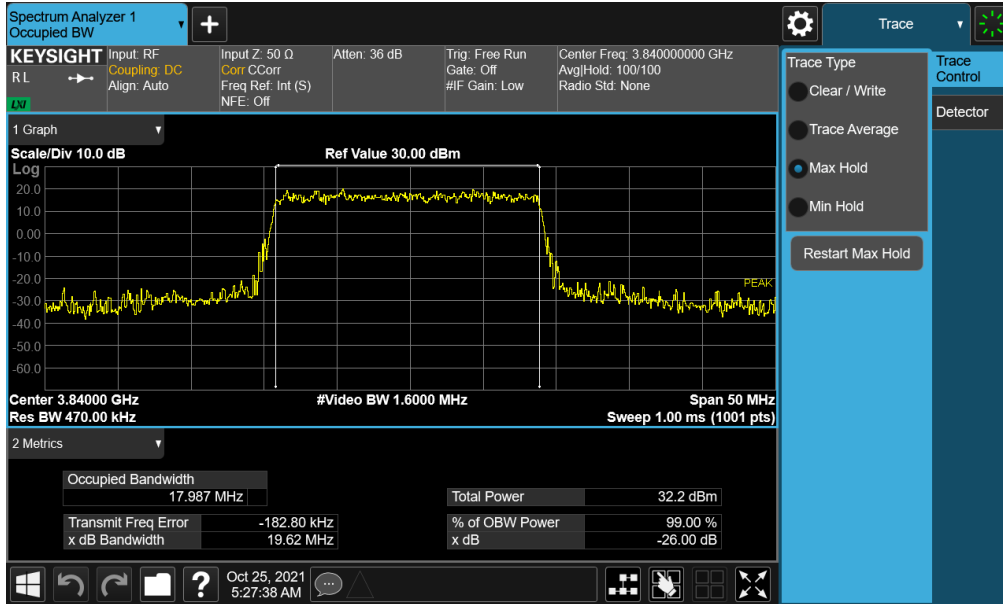 Spectrum Analyzer 1
Occupied BW
+
Trace
KEYSIGHT
R L
LXI
Input: RF
Coupling: DC
Align: Auto
Input Z: 50 Ω
Corr CCorr
Freq Ref: Int (S)
NFE: Off
Atten: 36 dB
Trig: Free Run
Gate: Off
#IF Gain: Low
Center Freq: 3.840000000 GHz
Avg|Hold: 100/100
Radio Std: None
Trace Type
Clear / Write
Trace Average
Max Hold
Min Hold
Restart Max Hold
Trace
Control
Detector
1 Graph
Scale/Div 10.0 dB
Ref Value 30.00 dBm
Log
20.0
10.0
0.00
-10.0
-20.0
-30.0
-40.0
-50.0
-60.0
PEAK
Center 3.84000 GHz
#Video BW 1.6000 MHz
Span 50 MHz
Res BW 470.00 kHz
Sweep 1.00 ms (1001 pts)
2 Metrics
Occupied Bandwidth
17.987 MHz
Total Power 32.2 dBm
Transmit Freq Error -182.80 kHz
% of OBW Power 99.00 %
x dB Bandwidth 19.62 MHz
x dB -26.00 dB
?
Oct 25, 2021
5:27:38 AM